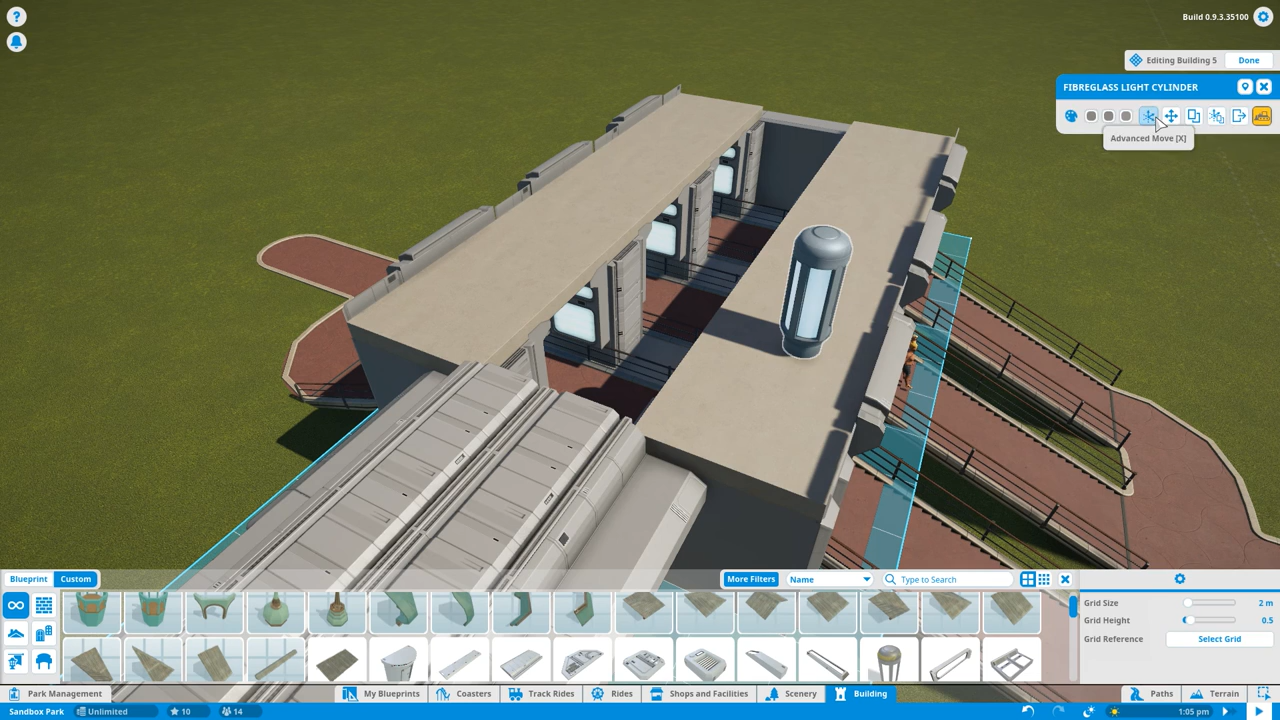 ?
Build 0.9.3.35100
Editing Building 5 Done
FIBREGLASS LIGHT CYLINDER
Advanced Move [X]
Blueprint Custom
More Filters Name Type to Search
Grid Size 2 m
Grid Height 0.5
Grid Reference Select Grid
Park Management My Blueprints Coasters Track Rides Rides Shops and Facilities Scenery Building Paths Terrain
Sandbox Park Unlimited 10 14 1:05 pm